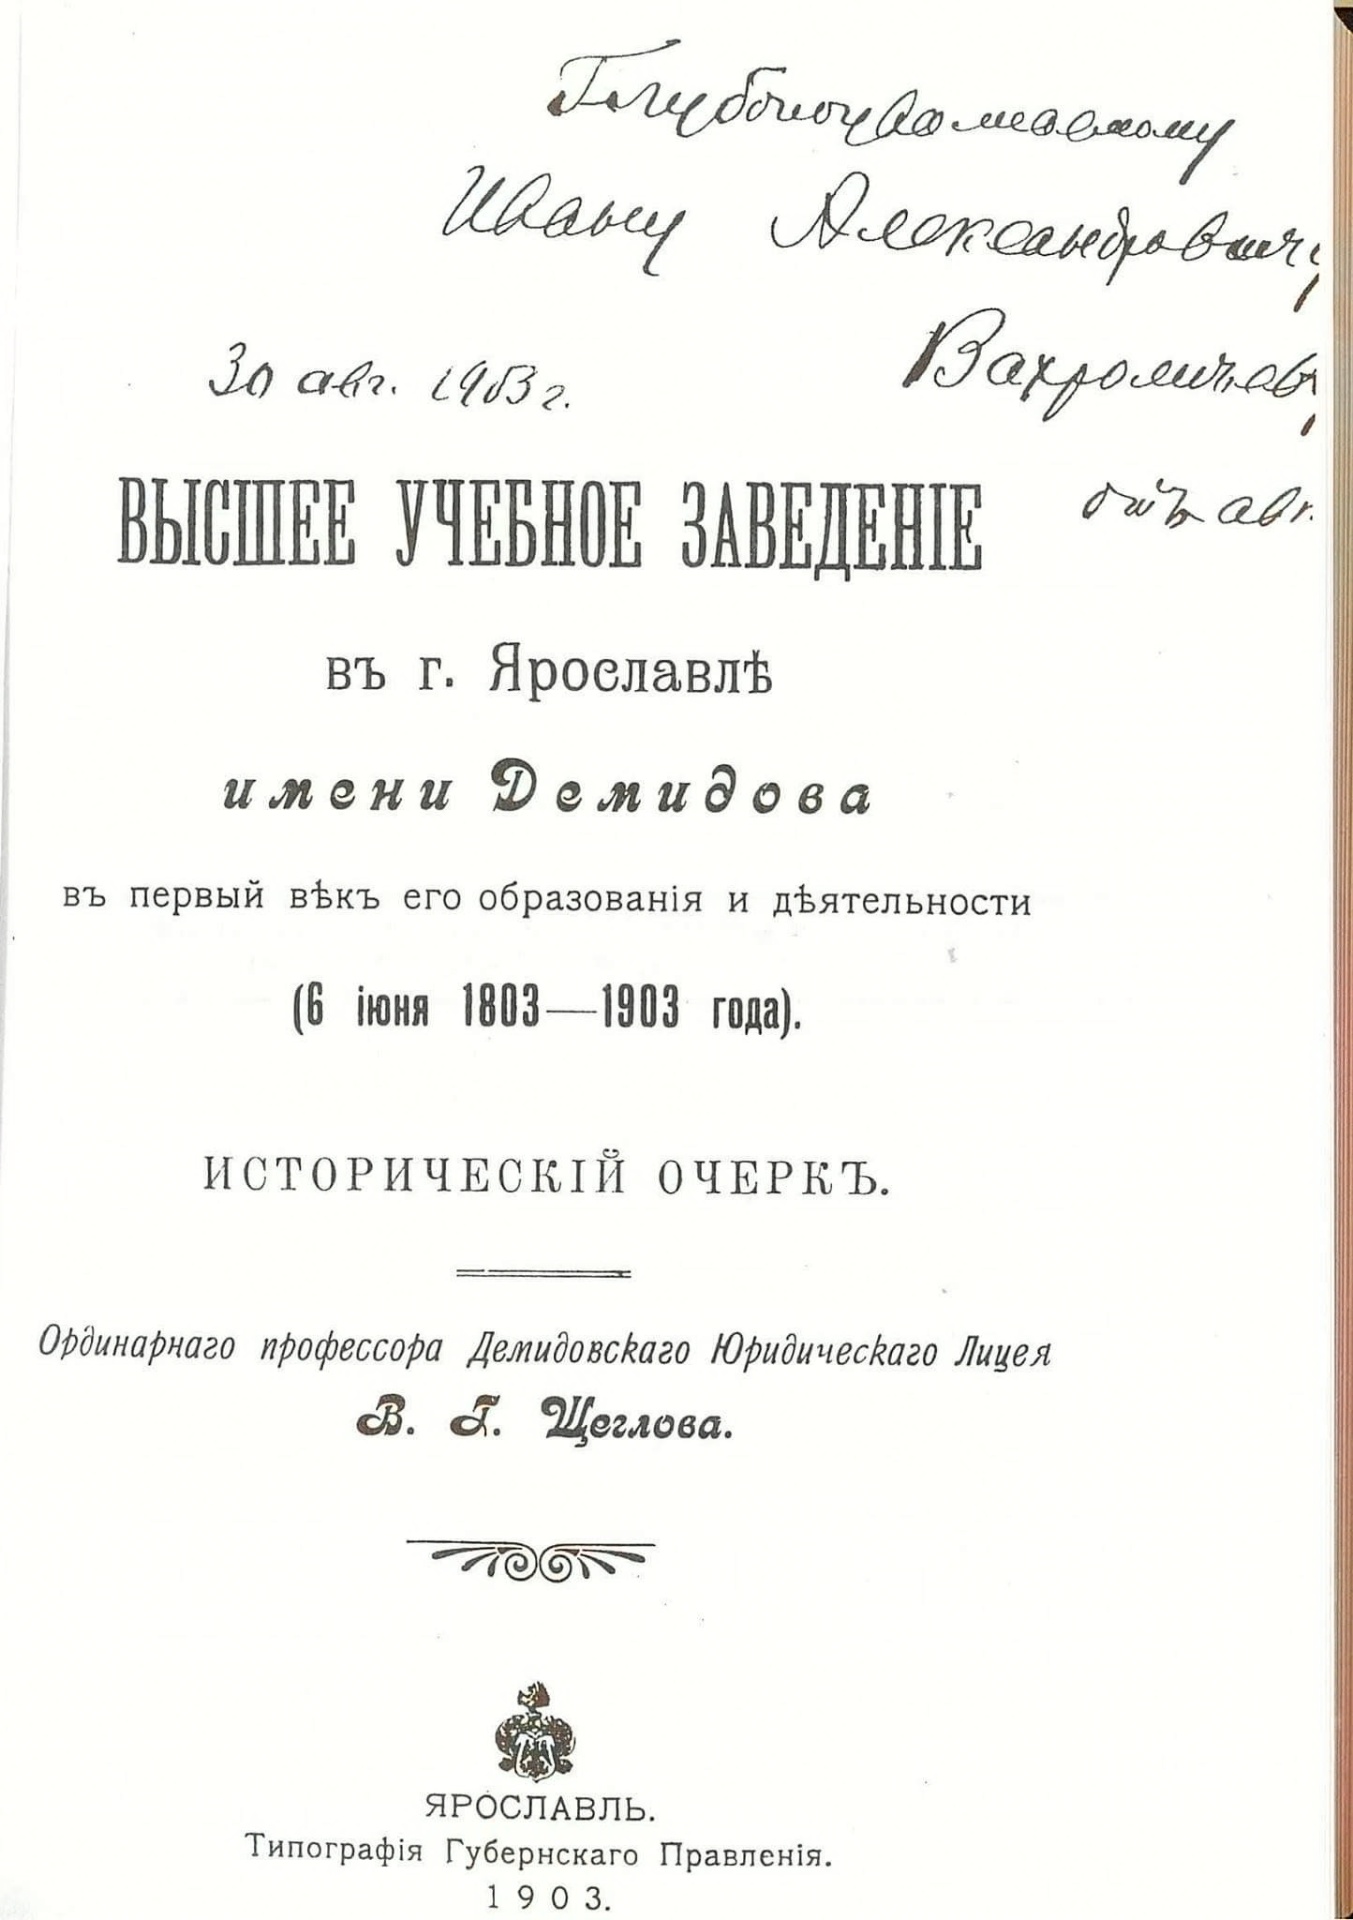 Глубокоуважаемому
Ивану Александровичу
Вахромѣеву
30 авг. 1903 г.
отъ авт.
ВЫСШЕЕ УЧЕБНОЕ ЗАВЕДЕНІЕ
въ г. Ярославлѣ
имени Демидова
въ первый вѣкъ его образованія и дѣятельности
(6 іюня 1803—1903 года).
ИСТОРИЧЕСКІЙ ОЧЕРКЪ.
Ординарнаго профессора Демидовскаго Юридическаго Лицея
В. Г. Щеглова.
ЯРОСЛАВЛЬ.
Типографія Губернскаго Правленія.
1903.